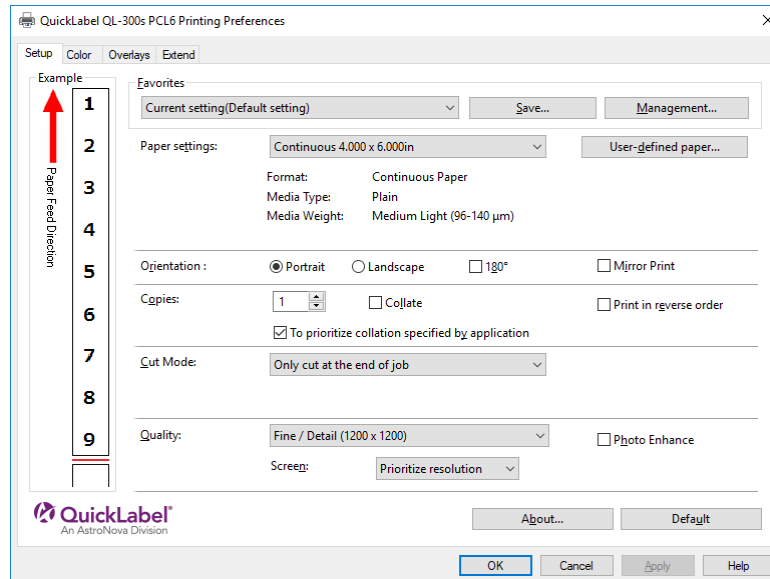 QuickLabel QL-300s PCL6 Printing Preferences
Setup Color Overlays Extend
Example
Paper Feed Direction
1
2
3
4
5
6
7
8
9
Favorites
Current setting(Default setting) Save... Management...
Paper settings: Continuous 4.000 x 6.000in User-defined paper...
Format: Continuous Paper
Media Type: Plain
Media Weight: Medium Light (96-140 μm)
Orientation : Portrait Landscape 180° Mirror Print
Copies: 1 Collate Print in reverse order
To prioritize collation specified by application
Cut Mode: Only cut at the end of job
Quality: Fine / Detail (1200 x 1200) Photo Enhance
Screen: Prioritize resolution
QuickLabel®
An AstroNova Division
About... Default
OK Cancel Apply Help